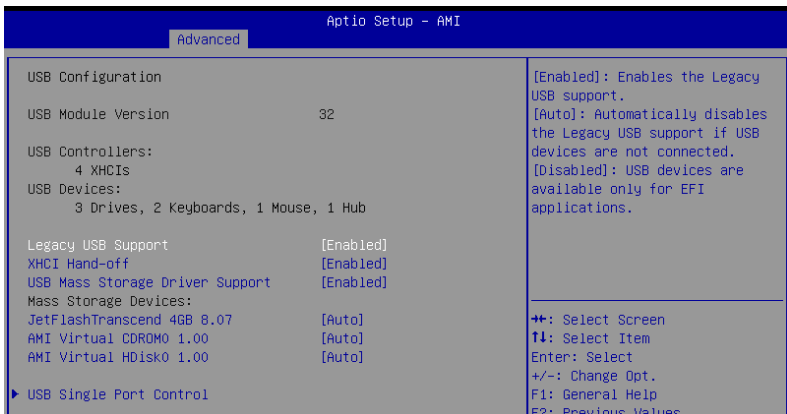 Aptio Setup – AMI
Advanced
USB Configuration
USB Module Version 32
USB Controllers:
4 XHCIs
USB Devices:
3 Drives, 2 Keyboards, 1 Mouse, 1 Hub
Legacy USB Support [Enabled]
XHCI Hand-off [Enabled]
USB Mass Storage Driver Support [Enabled]
Mass Storage Devices:
JetFlashTranscend 4GB 8.07 [Auto]
AMI Virtual CDROM0 1.00 [Auto]
AMI Virtual HDisk0 1.00 [Auto]
USB Single Port Control
[Enabled]: Enables the Legacy
USB support.
[Auto]: Automatically disables
the Legacy USB support if USB
devices are not connected.
[Disabled]: USB devices are
available only for EFI
applications.
→←: Select Screen
↑↓: Select Item
Enter: Select
+/-: Change Opt.
F1: General Help
F2: Previous Values